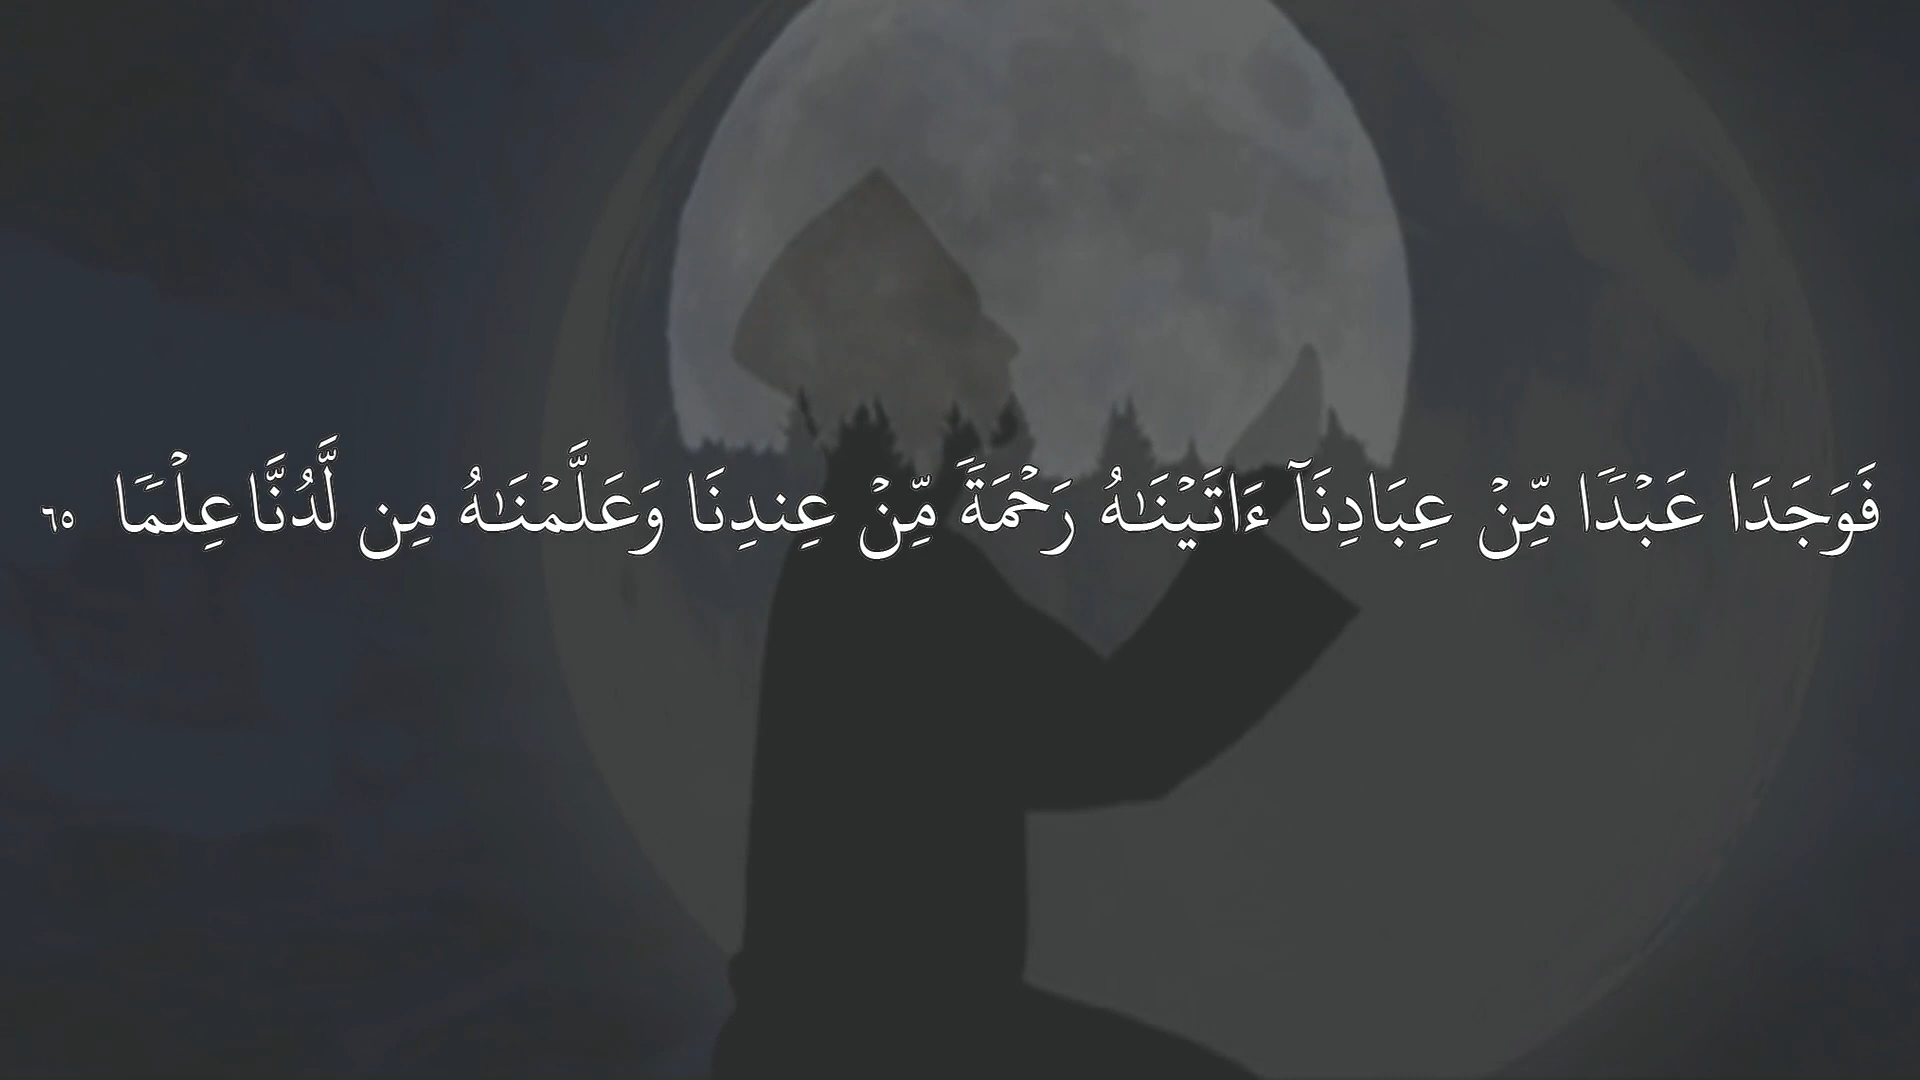 فَوَجَدَا عَبْدًا مِّنْ عِبَادِنَآ ءَاتَيْنَٰهُ رَحْمَةً مِّنْ عِندِنَا وَعَلَّمْنَٰهُ مِن لَّدُنَّا عِلْمًا ٦٥